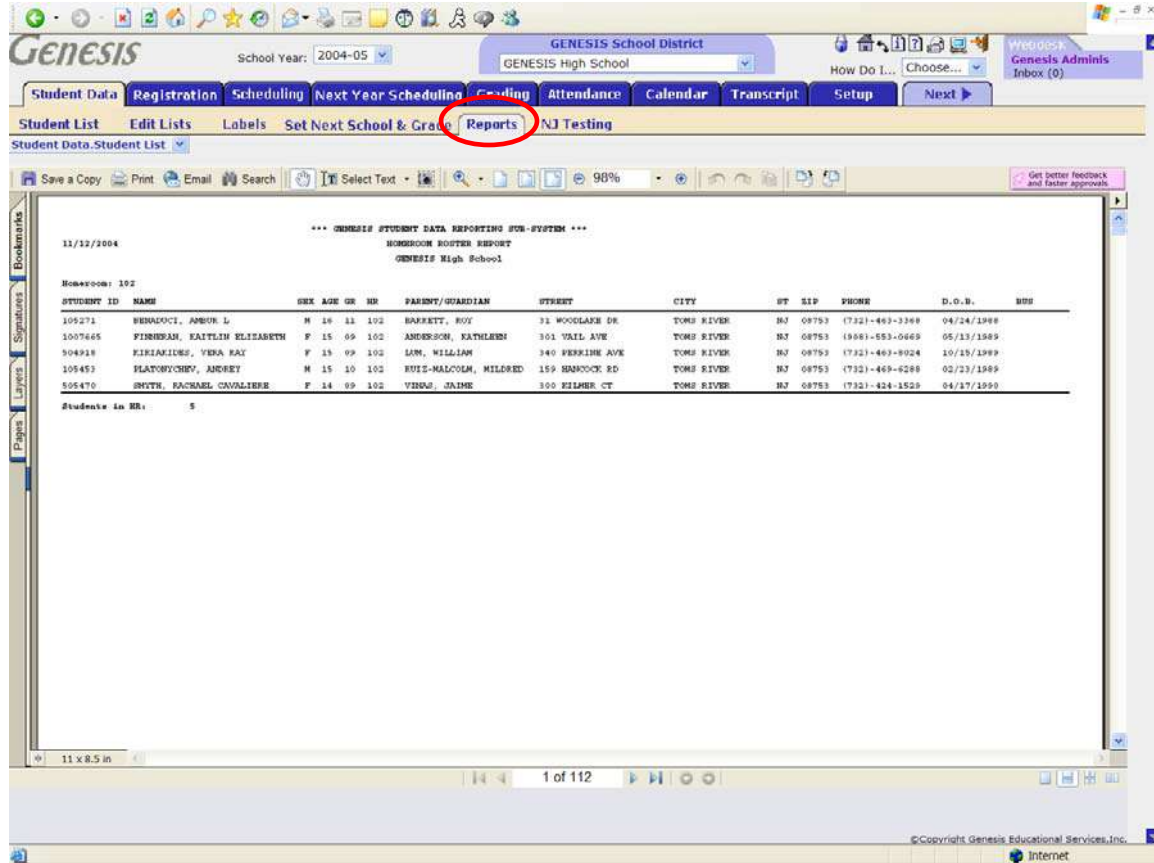 GENESIS
School Year: 2004-05
GENESIS School District
GENESIS High School
How Do I... Choose...
Webdesk
Genesis Adminis
Inbox (0)
Student Data Registration Scheduling Next Year Scheduling Grading Attendance Calendar Transcript Setup Next
Student List Edit Lists Labels Set Next School & Grade Reports NJ Testing
Student Data.Student List
Save a Copy Print Email Search Select Text 98% Get better feedback
and faster approvals
Bookmarks
Signatures
Layers
Pages
*** GENESIS STUDENT DATA REPORTING SUB-SYSTEM ***
11/12/2004 HOMEROOM ROSTER REPORT
GENESIS High School
Homeroom: 102
STUDENT ID NAME SEX AGE GR HR PARENT/GUARDIAN STREET CITY ST ZIP PHONE D.O.B. BUS
105271 BENADUCI, AMBUR L M 16 11 102 BARRETT, ROY 31 WOODLAKE DR TOMS RIVER NJ 08753 (732)-463-3368 04/24/1988
1007665 FINNERAN, KAITLIN ELIZABETH F 15 09 102 ANDERSON, KATHLEEN 301 VAIL AVE TOMS RIVER NJ 08753 (908)-553-0669 05/13/1989
504918 KIRIAKIDES, VERA RAY F 15 09 102 LUM, WILLIAM 340 PERRINE AVE TOMS RIVER NJ 08753 (732)-463-8024 10/15/1989
105453 PLATONYCHEV, ANDREY M 15 10 102 RUIZ-MALCOLM, MILDRED 159 HANCOCK RD TOMS RIVER NJ 08753 (732)-469-6288 02/23/1989
505470 SMYTH, RACHAEL CAVALIERE F 14 09 102 VINAS, JAIME 300 KILMER CT TOMS RIVER NJ 08753 (732)-424-1529 04/17/1990
Students in HR: 5
11 x 8.5 in
1 of 112
©Copyright Genesis Educational Services,Inc.
Internet